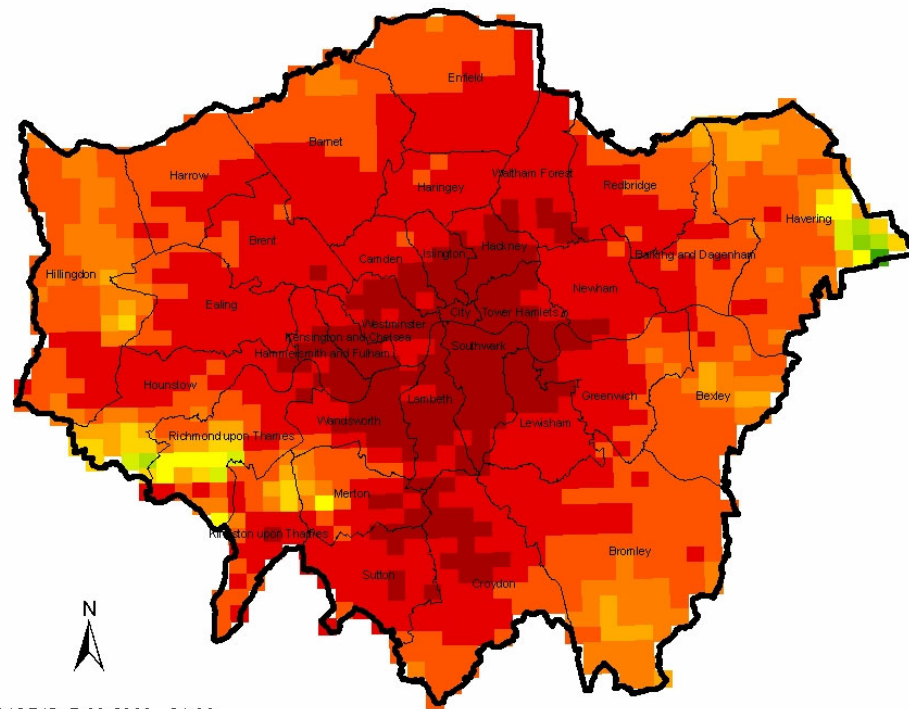 Enfield
Barnet
Harrow
Haringey
Waltham Forest
Redbridge
Havering
Brent
Camden
Islington
Hackney
Barking and Dagenham
Hillingdon
Ealing
Newham
Westminster
City
Tower Hamlets
Kensington and Chelsea
Hammersmith and Fulham
Southwark
Hounslow
Lambeth
Greenwich
Bexley
Richmond upon Thames
Wandsworth
Lewisham
Merton
Kingston upon Thames
Bromley
Sutton
Croydon
N